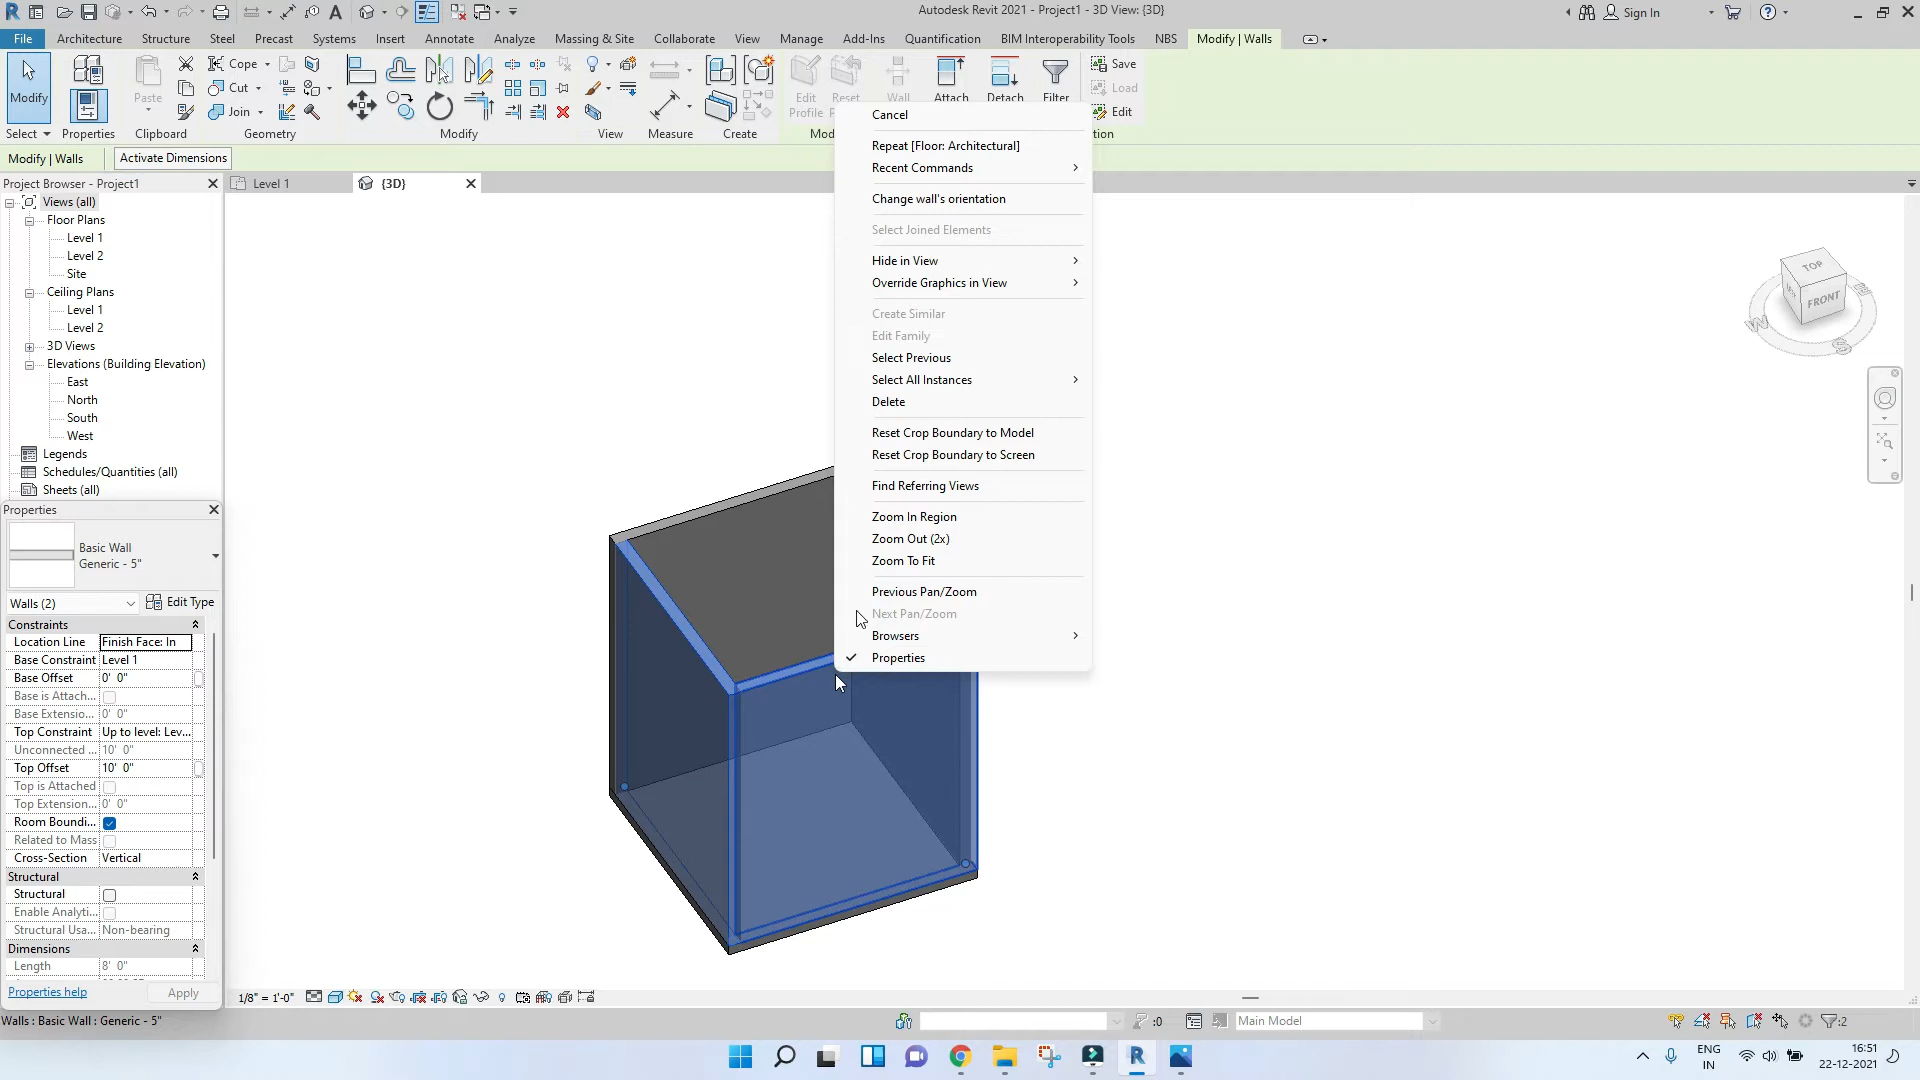 Autodesk Revit 2021 - Project1 - 3D View: {3D}
Sign In
File
Architecture
Structure
Steel
Precast
Systems
Insert
Annotate
Analyze
Massing & Site
Collaborate
View
Manage
Add-Ins
Quantification
BIM Interoperability Tools
NBS
Modify | Walls
Modify
Paste
Cope
Cut
Join
Edit
Profile
Reset
Wall
Attach
Detach
Filter
Save
Load
Edit
Select
Properties
Clipboard
Geometry
Modify
View
Measure
Create
Modify | Walls
Activate Dimensions
Project Browser - Project1
Level 1
{3D}
Views (all)
Floor Plans
Level 1
Level 2
Site
Ceiling Plans
Level 1
Level 2
3D Views
Elevations (Building Elevation)
East
North
South
West
Legends
Schedules/Quantities (all)
Sheets (all)
Properties
Basic Wall
Generic - 5"
Walls (2)
Edit Type
Constraints
Location Line
Finish Face: In
Base Constraint
Level 1
Base Offset
0' 0"
Base is Attach...
Base Extensio...
0' 0"
Top Constraint
Up to level: Lev...
Unconnected ...
10' 0"
Top Offset
10' 0"
Top is Attached
Top Extension...
0' 0"
Room Boundi...
Related to Mass
Cross-Section
Vertical
Structural
Structural
Enable Analyti...
Structural Usa...
Non-bearing
Dimensions
Length
8' 0"
Properties help
Apply
Cancel
Repeat [Floor: Architectural]
Recent Commands
Change wall's orientation
Select Joined Elements
Hide in View
Override Graphics in View
Create Similar
Edit Family
Select Previous
Select All Instances
Delete
Reset Crop Boundary to Model
Reset Crop Boundary to Screen
Find Referring Views
Zoom In Region
Zoom Out (2x)
Zoom To Fit
Previous Pan/Zoom
Next Pan/Zoom
Browsers
Properties
TOP
FRONT
W
S
E
1/8" = 1'-0"
Walls : Basic Wall : Generic - 5"
:0
Main Model
:2
ENG
IN
16:51
22-12-2021